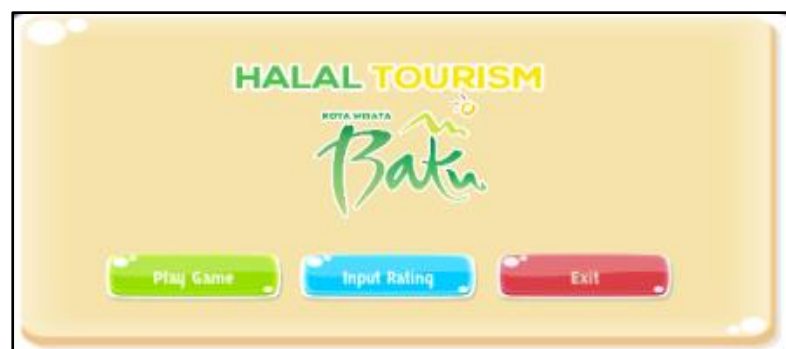 HALAL TOURISM
KOTA WISATA
Batu
Play Game
Input Rating
Exit